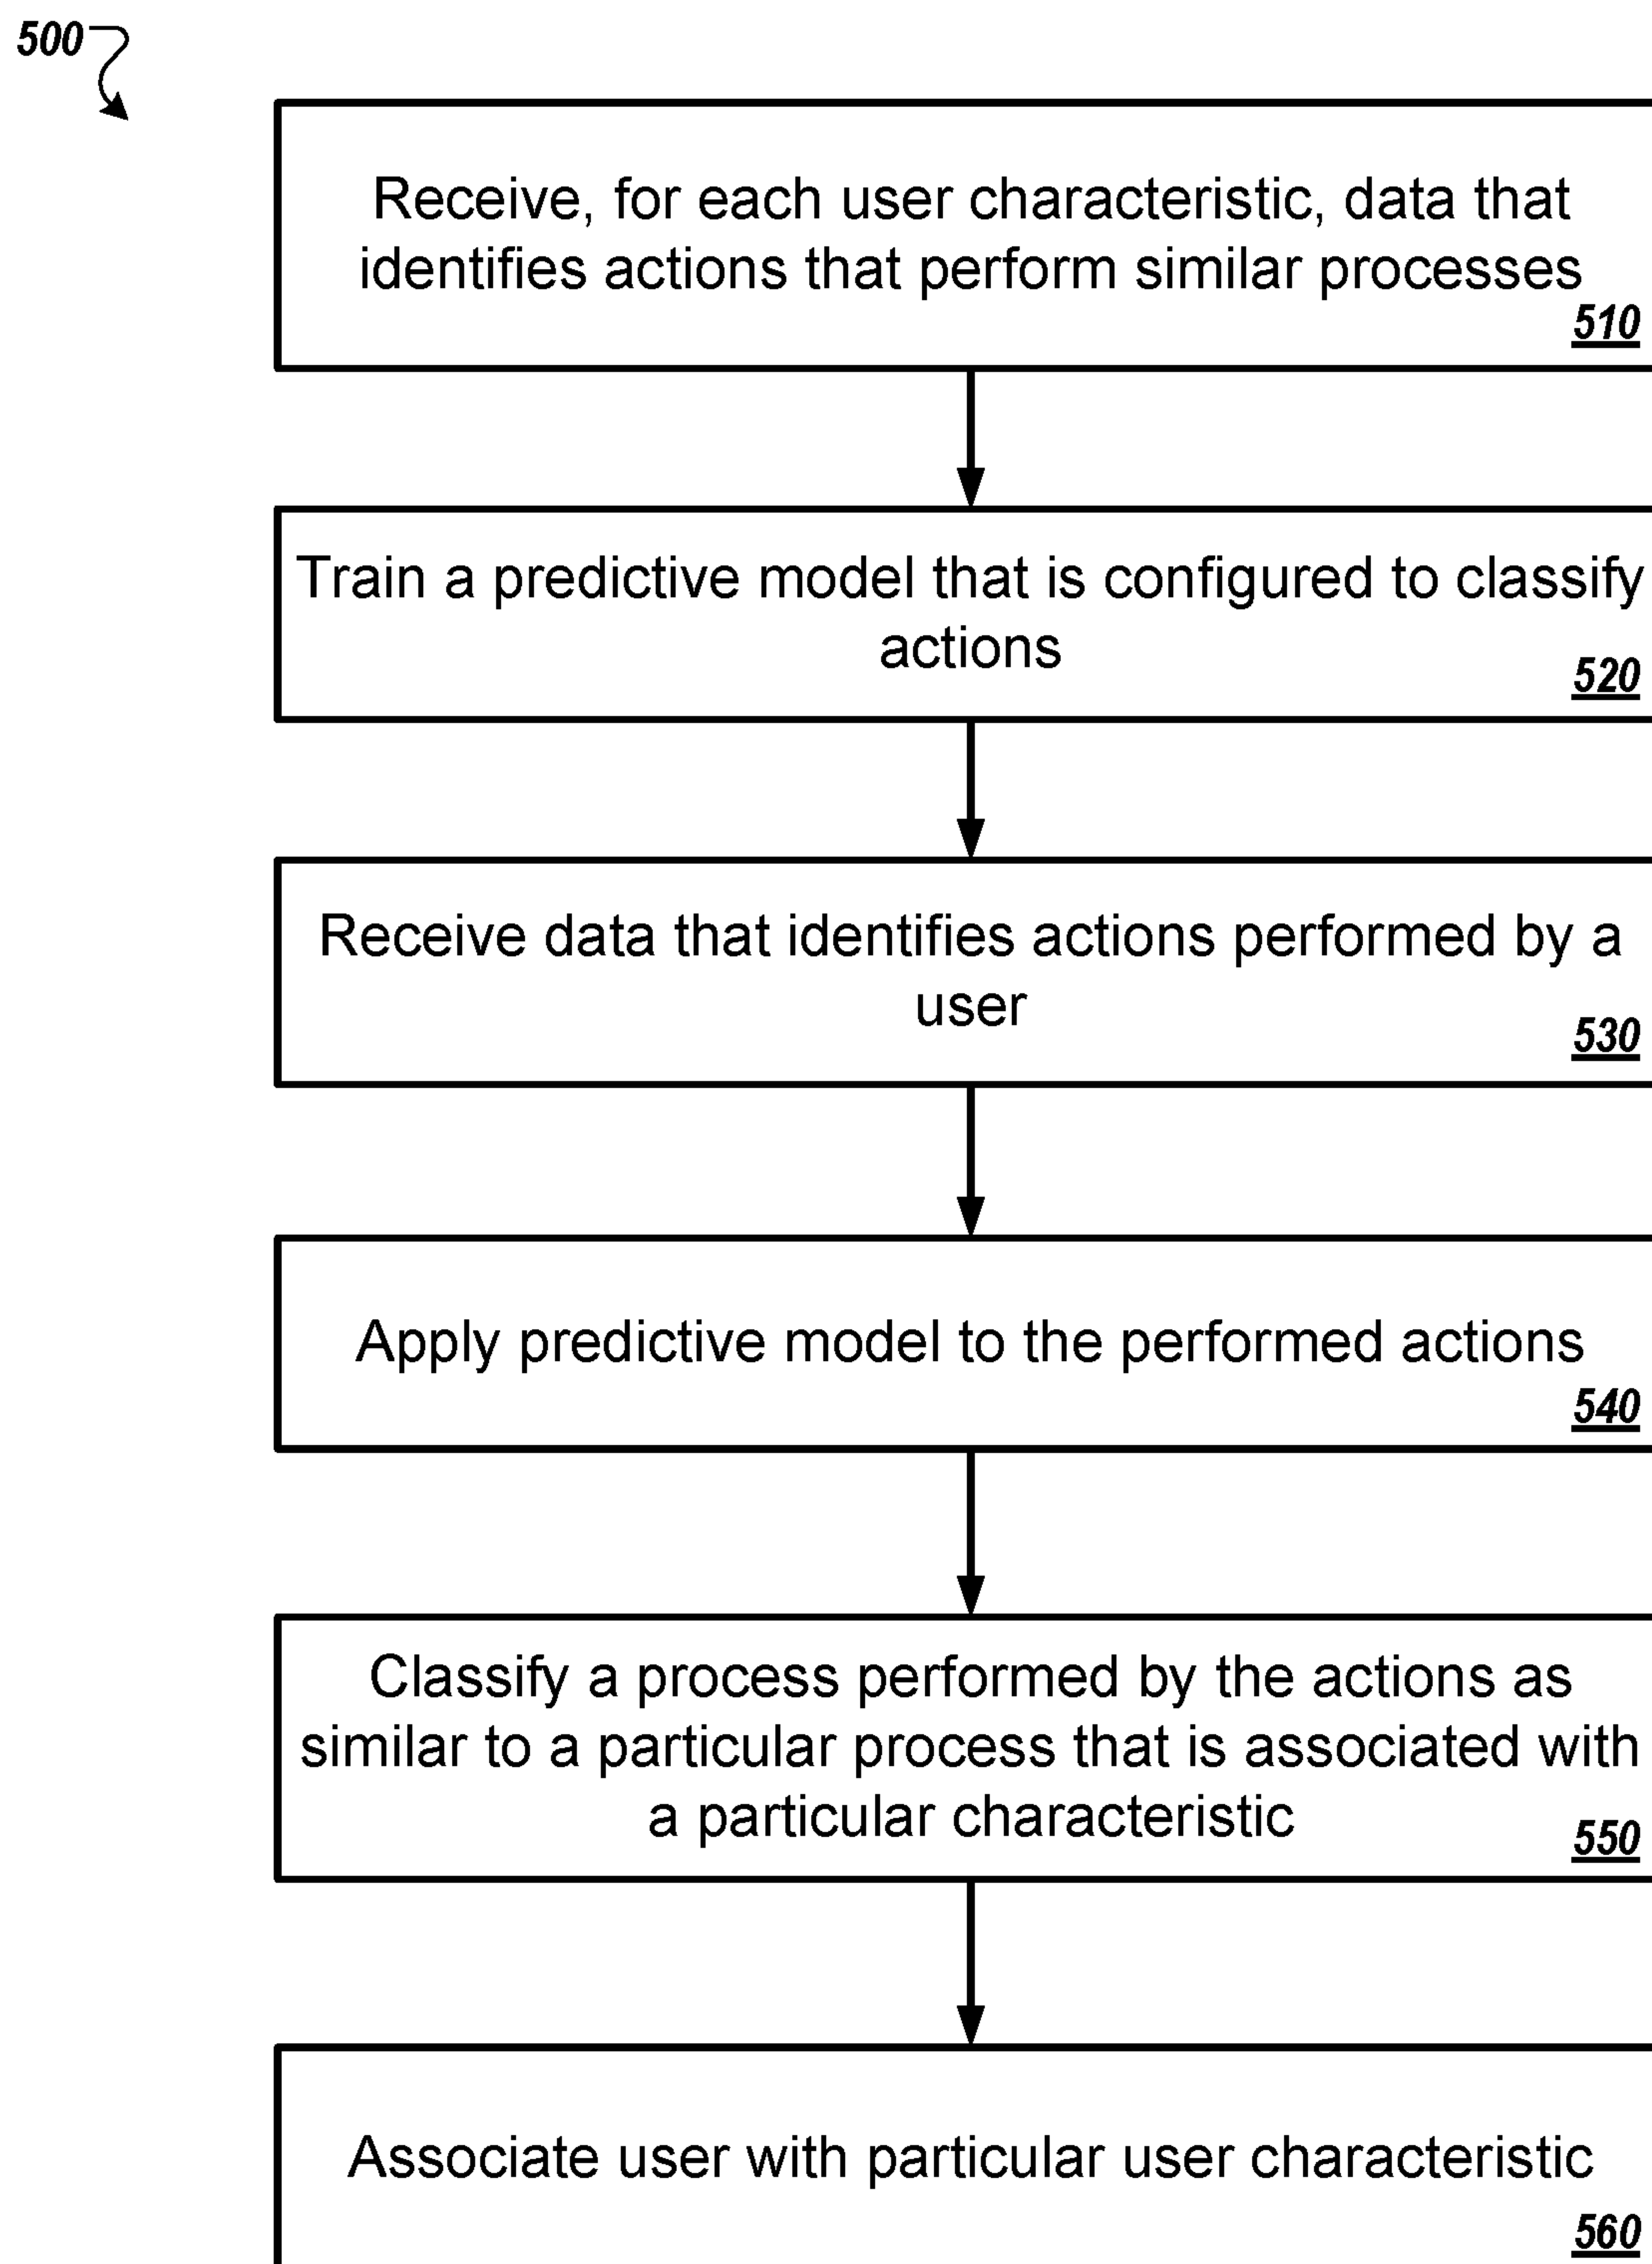 500
Receive, for each user characteristic, data that
identifies actions that perform similar processes
510
Train a predictive model that is configured to classify
actions
520
Receive data that identifies actions performed by a
user
530
Apply predictive model to the performed actions
540
Classify a process performed by the actions as
similar to a particular process that is associated with
a particular characteristic
550
Associate user with particular user characteristic
560